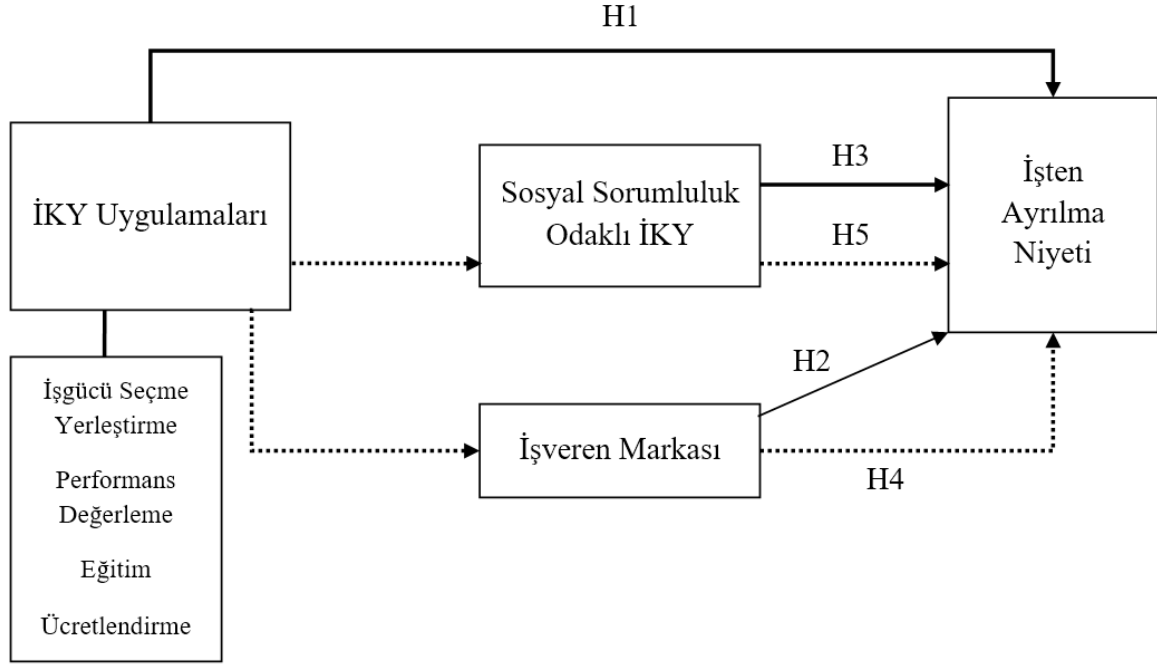 H1
İKY Uygulamaları
Sosyal Sorumluluk
Odaklı İKY
H3
H5
İşten
Ayrılma
Niyeti
H2
İşveren Markası
H4
İşgücü Seçme
Yerleştirme
Performans
Değerleme
Eğitim
Ücretlendirme